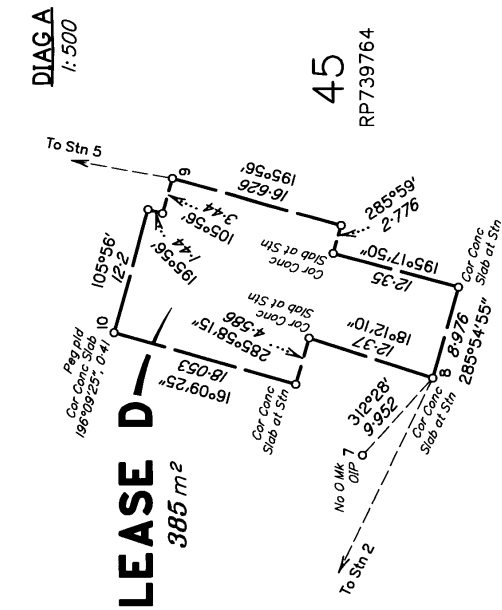 DIAG A
1:500
45
RP739764
To Stn 5
9
195°56'
16·626
105°56'
3·44
195°56'
1·44
105°56'
12·2
10
Peg pld
Cor Conc Slab
196°09'25", 0·41
285°59'
2·776
Cor Conc
Slab at Stn
195°17'50"
12·35
Cor Conc
Slab at Stn
285°58'15"
4·586
Cor Conc
Slab at Stn
16°09'25"
18·053
Cor Conc
Slab at Stn
18°12'10"
12·37
8·976
285°54'55"
8
Cor Conc
Slab at Stn
312°28'
9·952
7
No O Mk
OIP
To Stn 2
LEASE D
385 m²